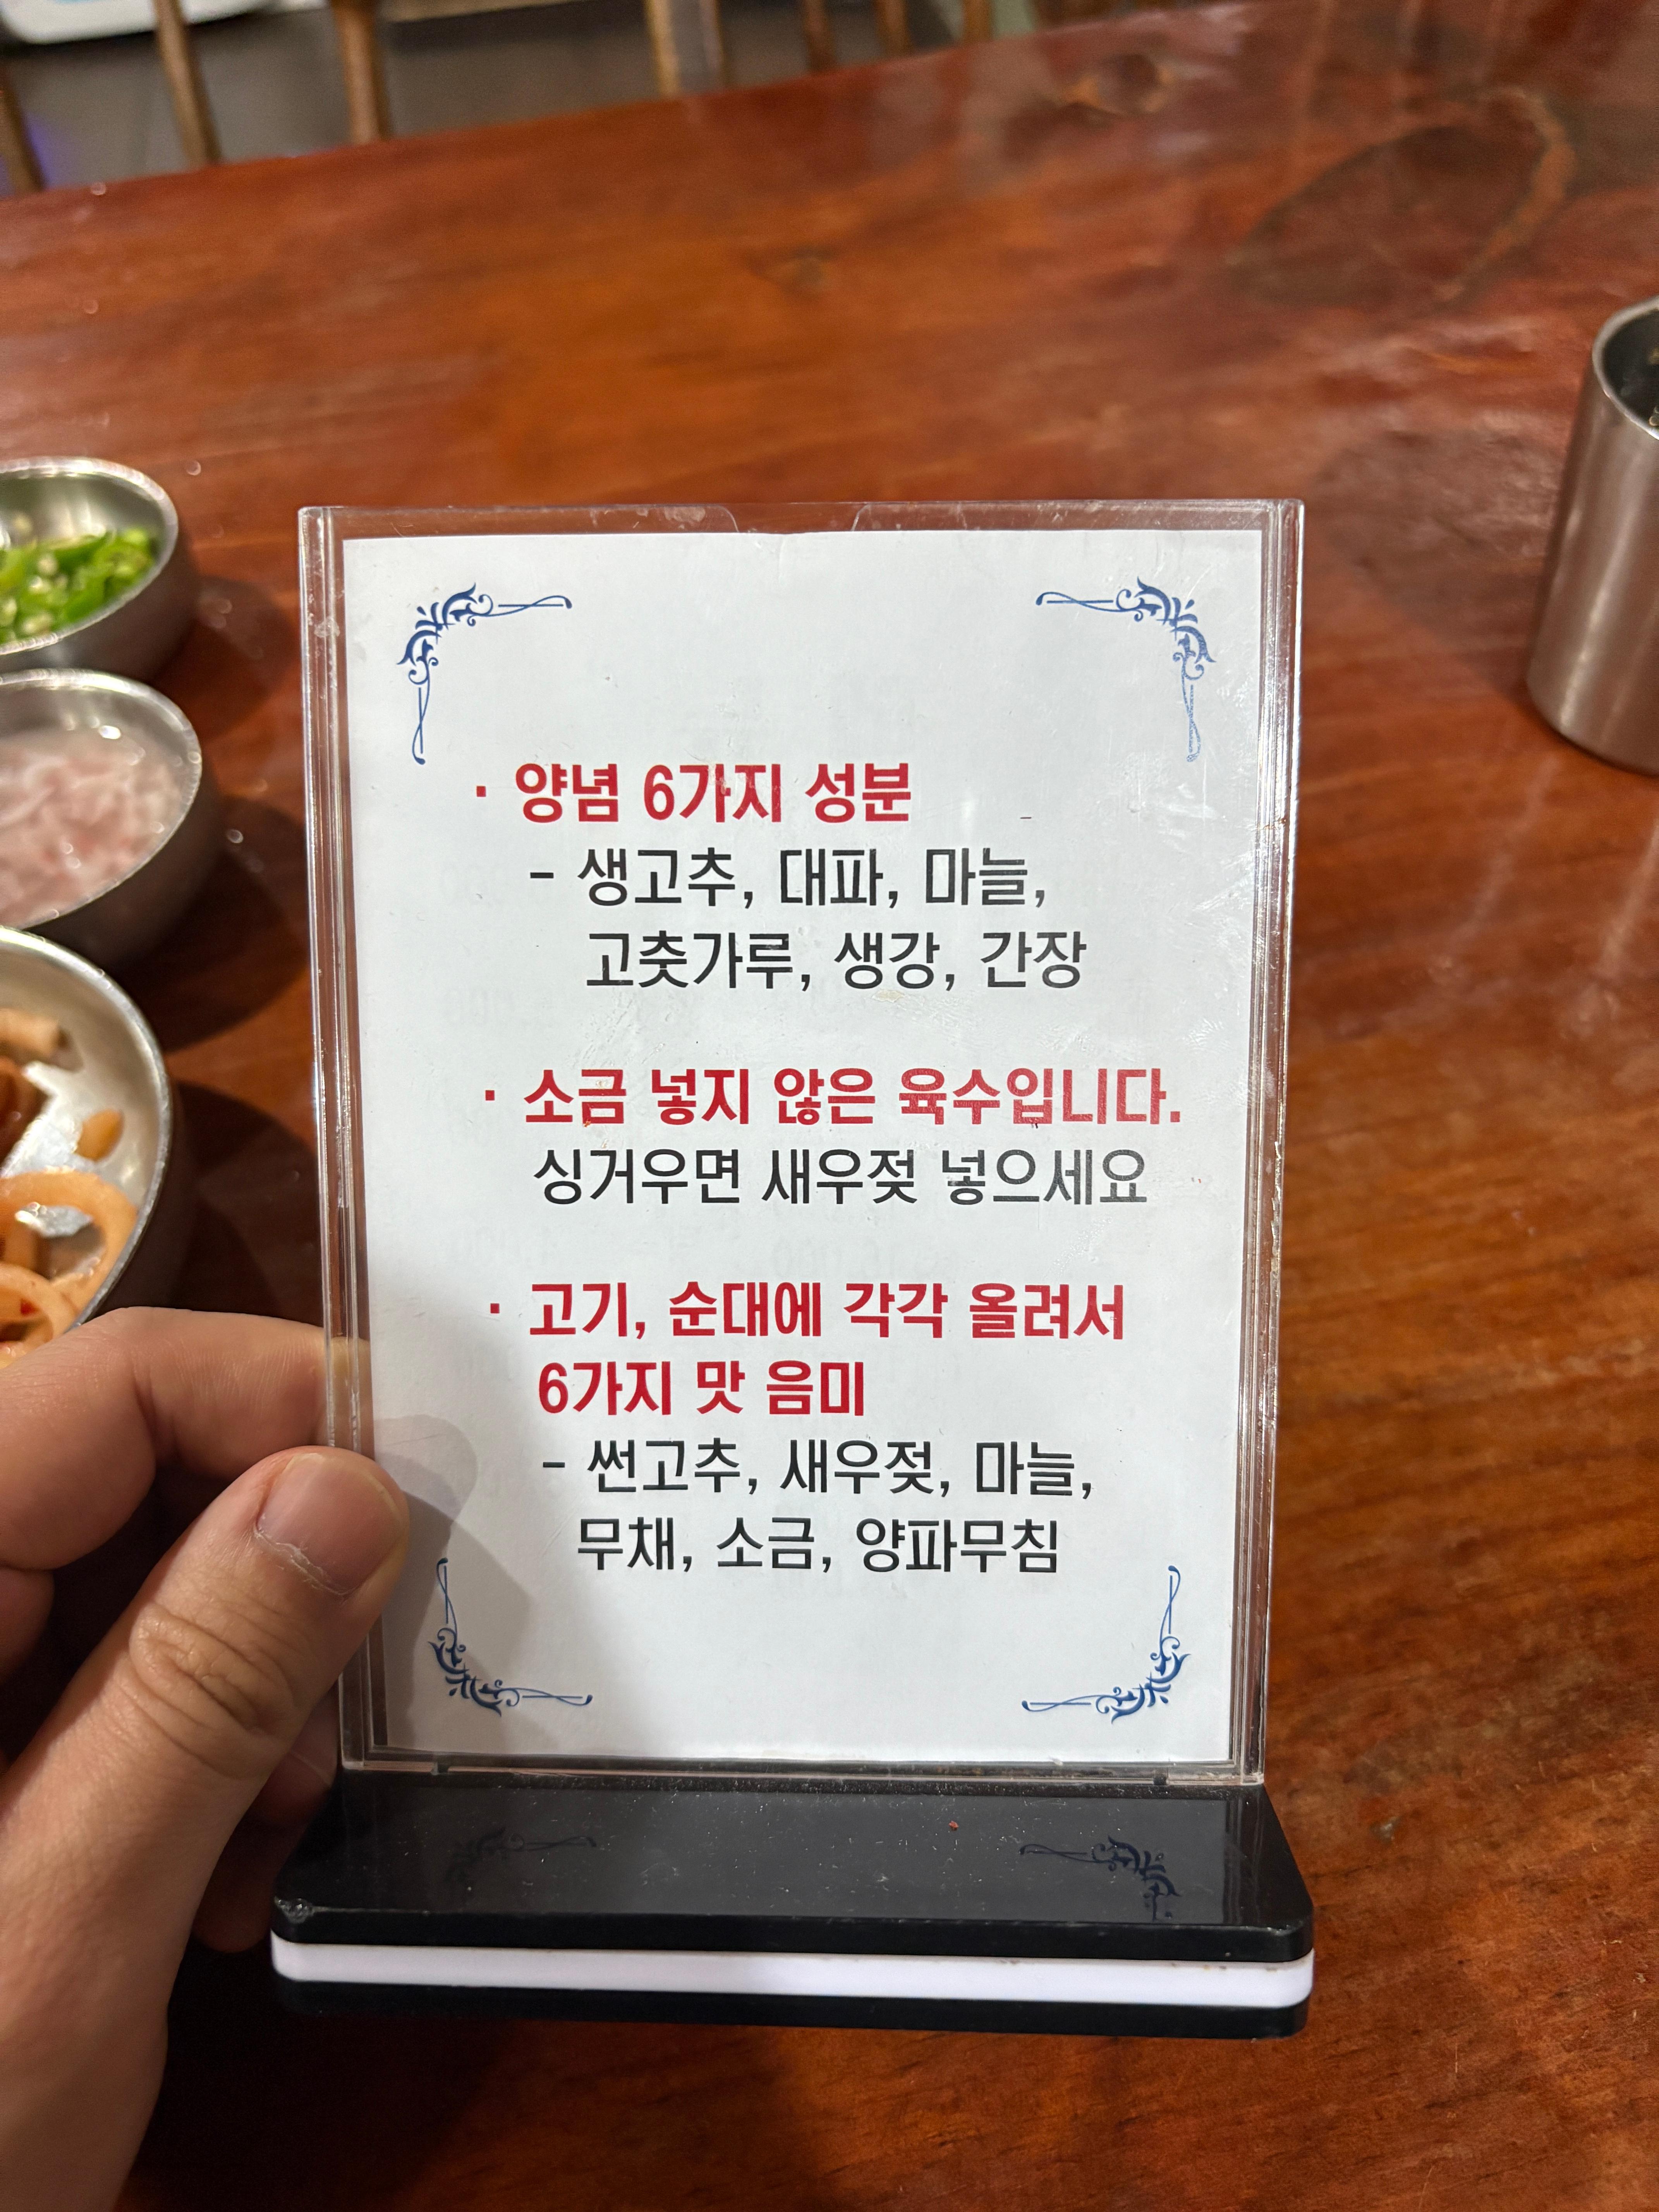 · 양념 6가지 성분
- 생고추, 대파, 마늘,
고춧가루, 생강, 간장
· 소금 넣지 않은 육수입니다.
싱거우면 새우젖 넣으세요
· 고기, 순대에 각각 올려서
6가지 맛 음미
- 썬고추, 새우젖, 마늘,
무채, 소금, 양파무침